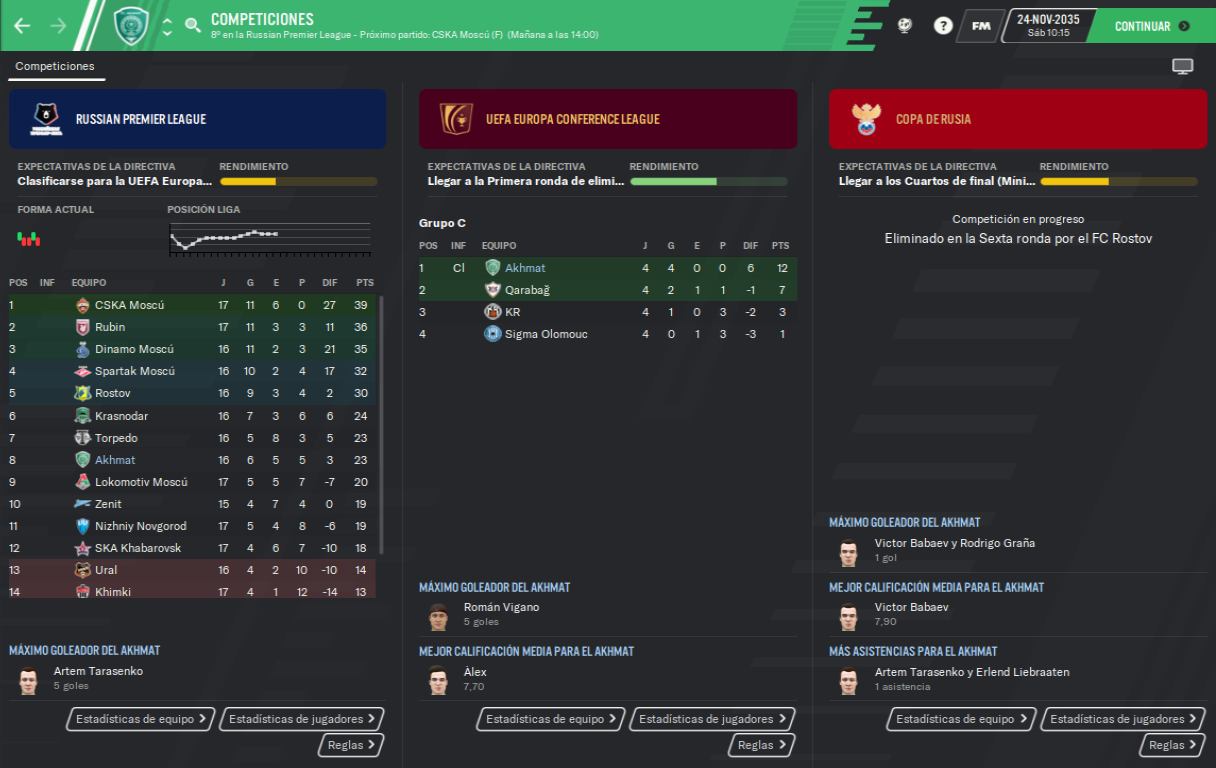 COMPETICIONES
8º en la Russian Premier League - Próximo partido: CSKA Moscú (F) (Mañana a las 14:00)
FM
24-NOV-2035
Sáb 10:15
CONTINUAR
Competiciones
RUSSIAN PREMIER LEAGUE
EXPECTATIVAS DE LA DIRECTIVA RENDIMIENTO
Clasificarse para la UEFA Europa...
FORMA ACTUAL POSICIÓN LIGA
POS INF EQUIPO J G E P DIF PTS
1 CSKA Moscú 17 11 6 0 27 39
2 Rubin 17 11 3 3 11 36
3 Dinamo Moscú 16 11 2 3 21 35
4 Spartak Moscú 16 10 2 4 17 32
5 Rostov 16 9 3 4 2 30
6 Krasnodar 16 7 3 6 6 24
7 Torpedo 16 5 8 3 5 23
8 Akhmat 16 6 5 5 3 23
9 Lokomotiv Moscú 17 5 5 7 -7 20
10 Zenit 15 4 7 4 0 19
11 Nizhniy Novgorod 17 5 4 8 -6 19
12 SKA Khabarovsk 17 4 6 7 -10 18
13 Ural 16 4 2 10 -10 14
14 Khimki 17 4 1 12 -14 13
MÁXIMO GOLEADOR DEL AKHMAT
Artem Tarasenko
5 goles
Estadísticas de equipo
Estadísticas de jugadores
Reglas
UEFA EUROPA CONFERENCE LEAGUE
EXPECTATIVAS DE LA DIRECTIVA RENDIMIENTO
Llegar a la Primera ronda de elimi...
Grupo C
POS INF EQUIPO J G E P DIF PTS
1 Cl Akhmat 4 4 0 0 6 12
2 Qarabağ 4 2 1 1 -1 7
3 KR 4 1 0 3 -2 3
4 Sigma Olomouc 4 0 1 3 -3 1
MÁXIMO GOLEADOR DEL AKHMAT
Román Vigano
5 goles
MEJOR CALIFICACIÓN MEDIA PARA EL AKHMAT
Àlex
7,70
Estadísticas de equipo
Estadísticas de jugadores
Reglas
COPA DE RUSIA
EXPECTATIVAS DE LA DIRECTIVA RENDIMIENTO
Llegar a los Cuartos de final (Míni...
Competición en progreso
Eliminado en la Sexta ronda por el FC Rostov
MÁXIMO GOLEADOR DEL AKHMAT
Victor Babaev y Rodrigo Graña
1 gol
MEJOR CALIFICACIÓN MEDIA PARA EL AKHMAT
Victor Babaev
7,90
MÁS ASISTENCIAS PARA EL AKHMAT
Artem Tarasenko y Erlend Liebraaten
1 asistencia
Estadísticas de equipo
Estadísticas de jugadores
Reglas